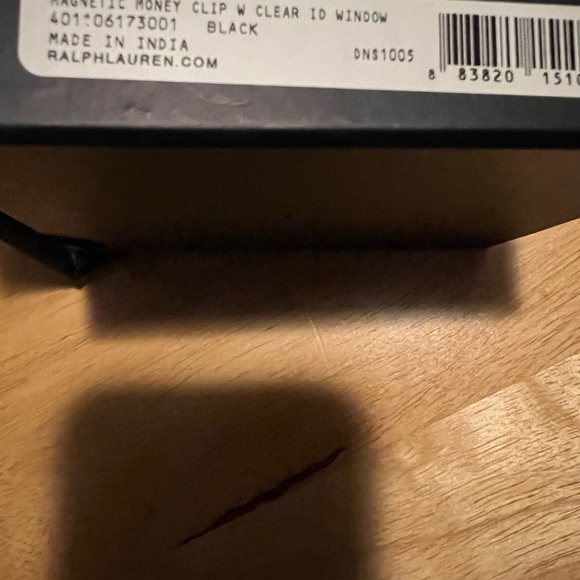 MAGNETIC MONEY CLIP W CLEAR ID WINDOW
401106173001 BLACK
MADE IN INDIA
RALPHLAUREN.COM DNS1005
8 83820 1510